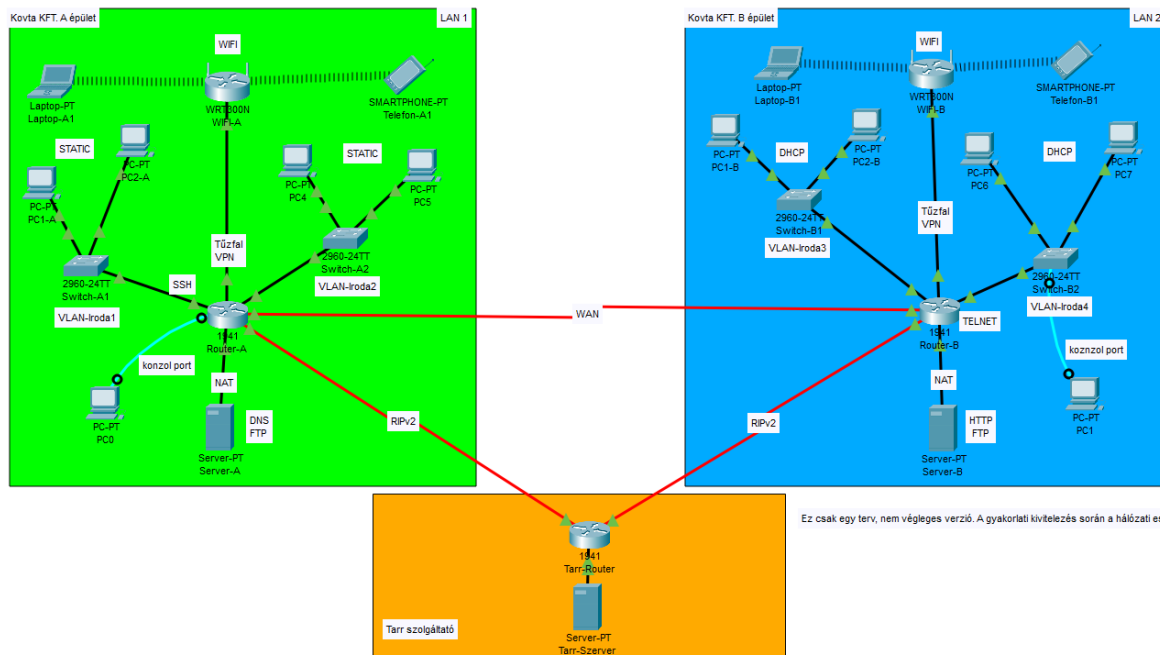 Kovta KFT. A épület
LAN 1
WIFI
Laptop-PT
Laptop-A1
WRT300N
WIFI-A
SMARTPHONE-PT
Telefon-A1
STATIC
PC-PT
PC2-A
PC-PT
PC1-A
STATIC
PC-PT
PC4
PC-PT
PC5
2960-24TT
Switch-A1
VLAN-Iroda1
Tűzfal
VPN
2960-24TT
Switch-A2
VLAN-Iroda2
SSH
1941
Router-A
konzol port
PC-PT
PC0
NAT
DNS
FTP
Server-PT
Server-A
WAN
RIPv2
RIPv2
Kovta KFT. B épület
LAN 2
WIFI
Laptop-PT
Laptop-B1
WRT300N
WIFI-B
SMARTPHONE-PT
Telefon-B1
PC-PT
PC1-B
DHCP
PC-PT
PC2-B
PC-PT
PC6
DHCP
PC-PT
PC7
2960-24TT
Switch-B1
VLAN-Iroda3
Tűzfal
VPN
2960-24TT
Switch-B2
VLAN-Iroda4
TELNET
1941
Router-B
koznzol port
PC-PT
PC1
NAT
HTTP
FTP
Server-PT
Server-B
1941
Tarr-Router
Server-PT
Tarr-Szerver
Tarr szolgáltató
Ez csak egy terv, nem végleges verzió. A gyakorlati kivitelezés során a hálózati